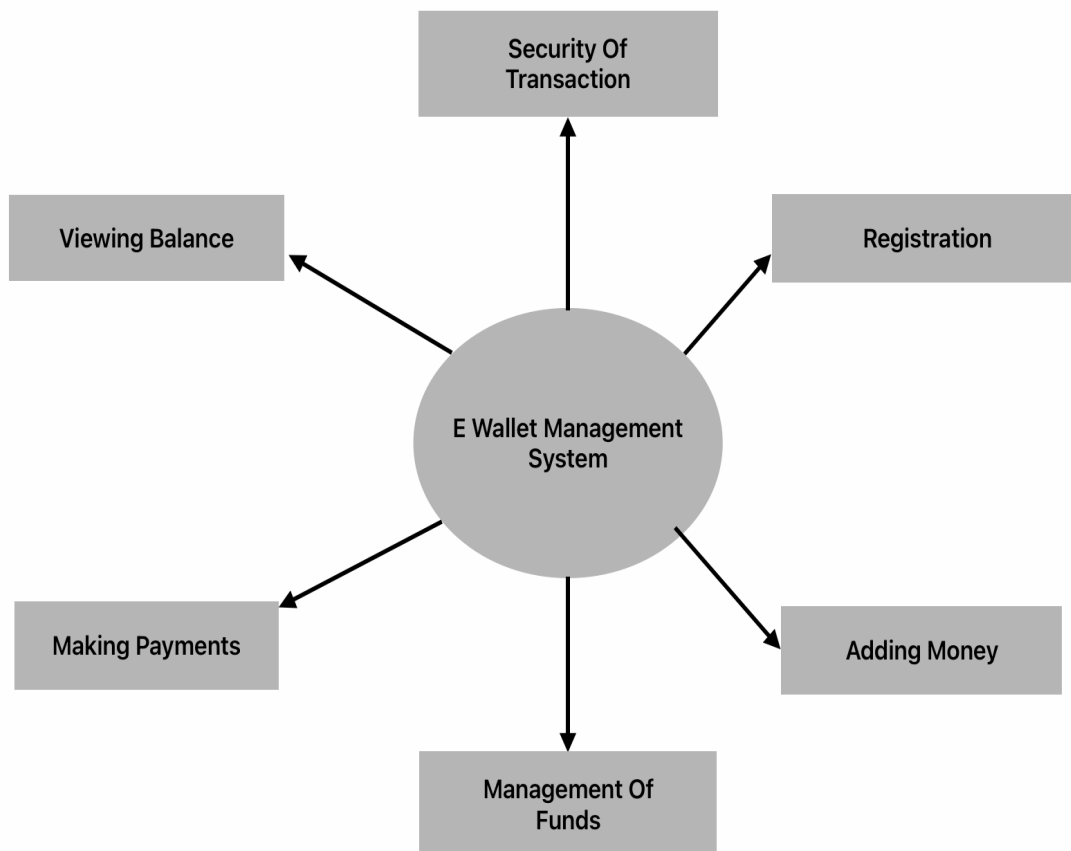 Security Of
Transaction
Viewing Balance
Registration
E Wallet Management
System
Making Payments
Adding Money
Management Of
Funds